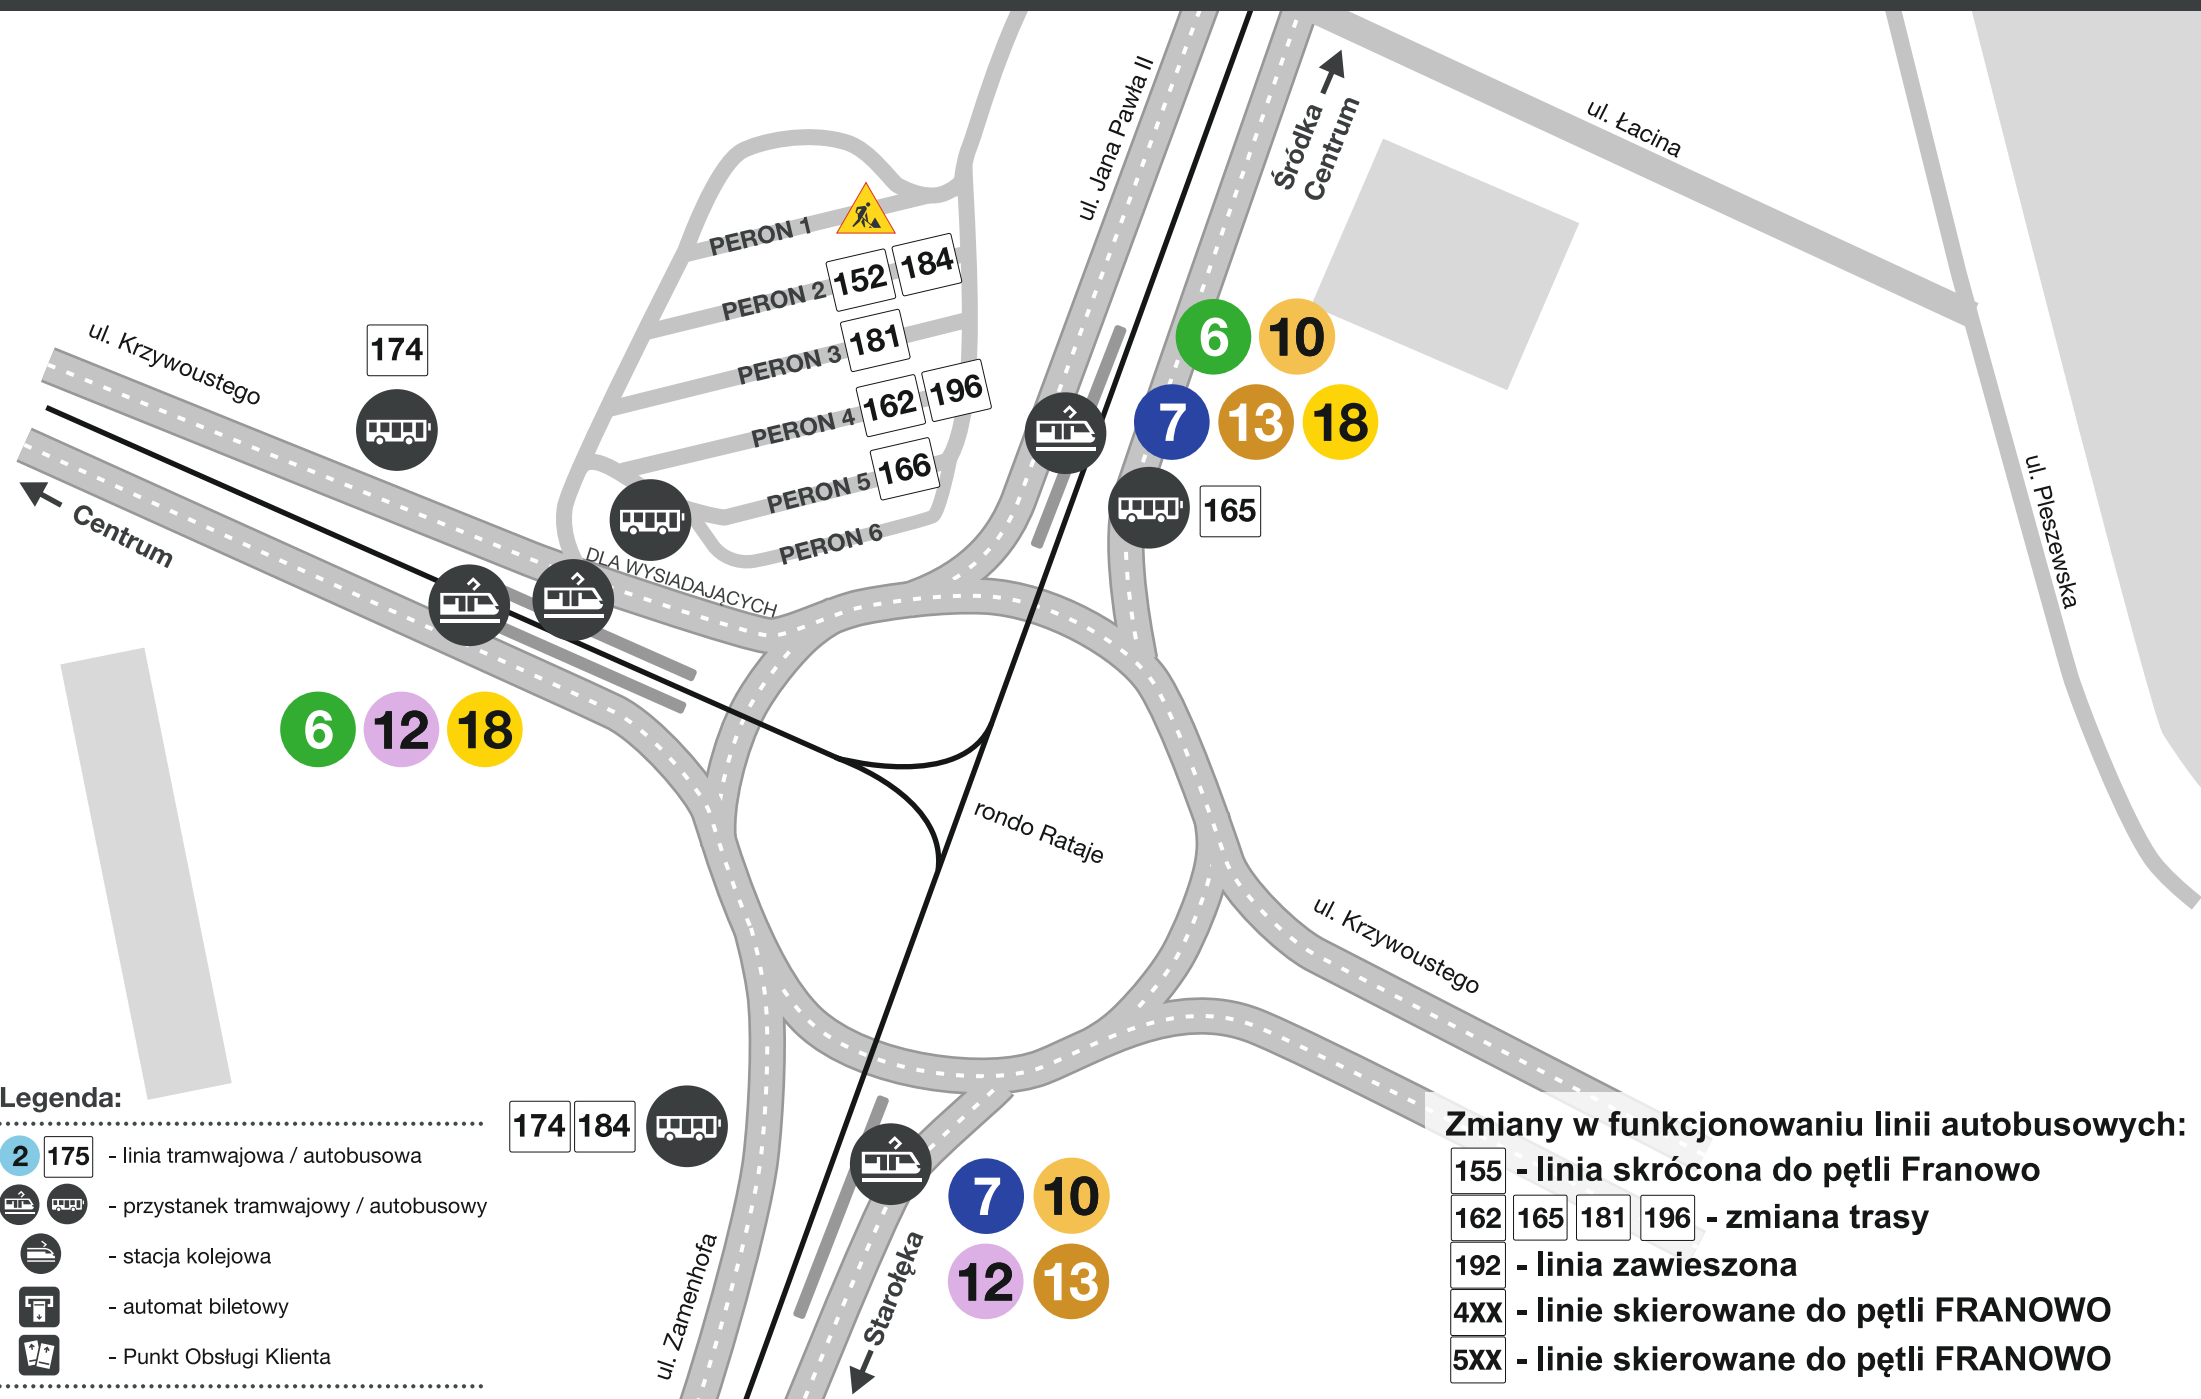 ul. Jana Pawła II
Śródka
Centrum
ul. Łacina
PERON 1
PERON 2 152 184
PERON 3 181
PERON 4 162 196
PERON 5 166
PERON 6
DLA WYSIADAJĄCYCH
ul. Krzywoustego
174
Centrum
6 10
7 13 18
165
ul. Pleszewska
6 12 18
rondo Rataje
ul. Krzywoustego
174 184
7 10
12 13
ul. Zamenhofa
Starołęka
Legenda:
2 175 - linia tramwajowa / autobusowa
- przystanek tramwajowy / autobusowy
- stacja kolejowa
- automat biletowy
- Punkt Obsługi Klienta
Zmiany w funkcjonowaniu linii autobusowych:
155 - linia skrócona do pętli Franowo
162 165 181 196 - zmiana trasy
192 - linia zawieszona
4XX - linie skierowane do pętli FRANOWO
5XX - linie skierowane do pętli FRANOWO